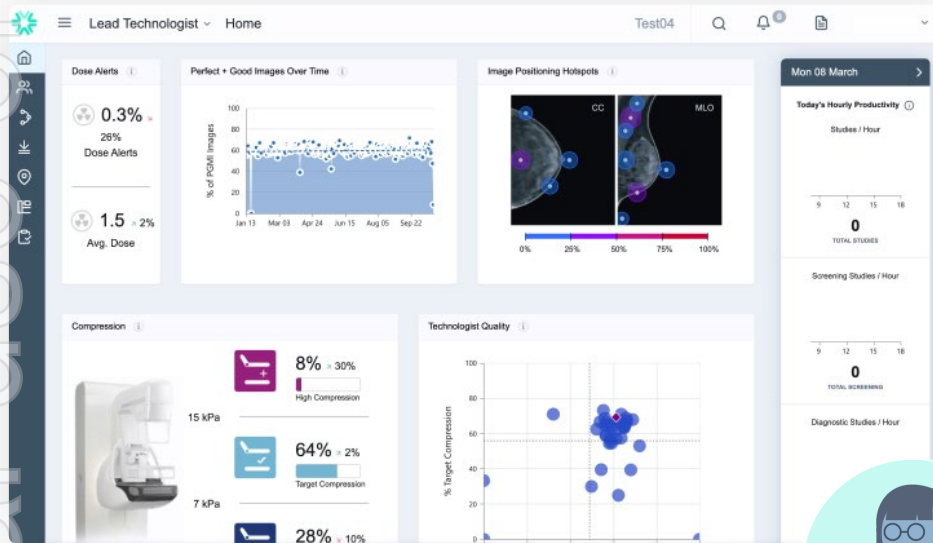 Lead Technologist Home
Test04
6
Dose Alerts
0.3%
26%
Dose Alerts
1.5 2%
Avg. Dose
Perfect + Good Images Over Time
% of PGMI Images
100
80
60
40
20
0
Jan 13 Mar 03 Apr 24 Jun 15 Aug 05 Sep 22
Image Positioning Hotspots
CC MLO
0% 25% 50% 75% 100%
Mon 08 March
Today's Hourly Productivity
Studies / Hour
9 12 15 18
0
TOTAL STUDIES
Screening Studies / Hour
9 12 15 18
0
TOTAL SCREENING
Diagnostic Studies / Hour
Compression
15 kPa
7 kPa
8% 30%
High Compression
64% 2%
Target Compression
28% 10%
Technologist Quality
% Target Compression
100
80
60
40
20
0